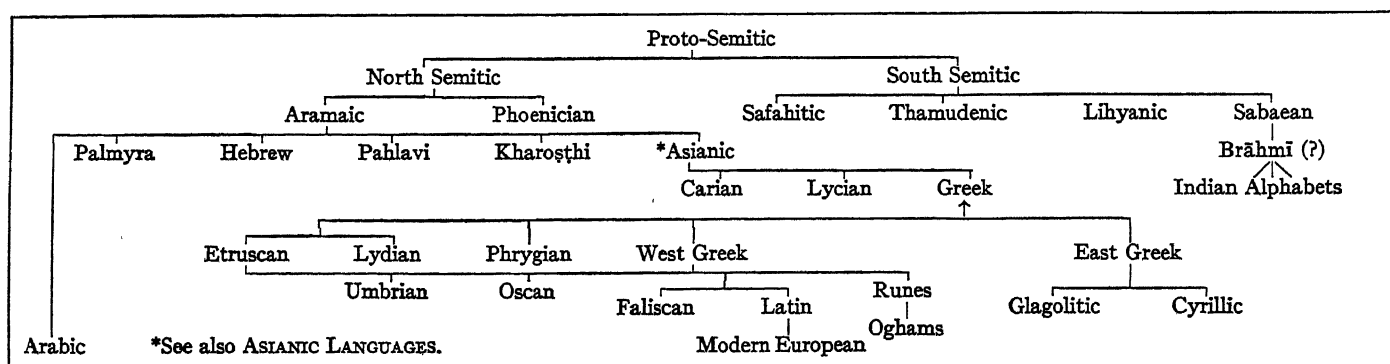 Proto-Semitic
North Semitic South Semitic
Aramaic Phoenician Safahitic Thamudenic Lihyanic Sabaean
Palmyra Hebrew Pahlavi Kharoṣṭhi *Asianic Brāhmī (?)
Carian Lycian Greek Indian Alphabets
Etruscan Lydian Phrygian West Greek East Greek
Umbrian Oscan Faliscan Latin Runes Glagolitic Cyrillic
Oghams
Arabic *See also ASIANIC LANGUAGES. Modern European